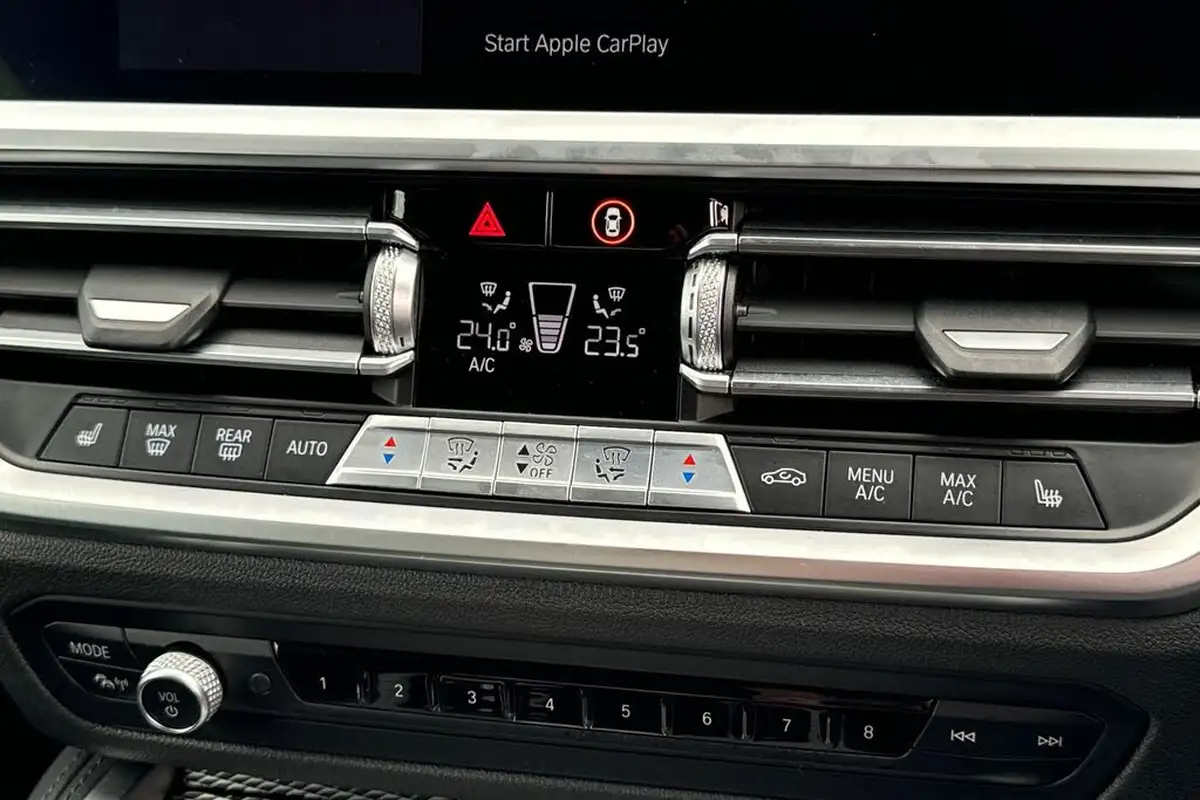 Start Apple CarPlay
24.0° 23.5°
A/C
MAX
REAR
AUTO
OFF
MENU
A/C
MAX
A/C
MODE
VOL
1 2 3 4 5 6 7 8